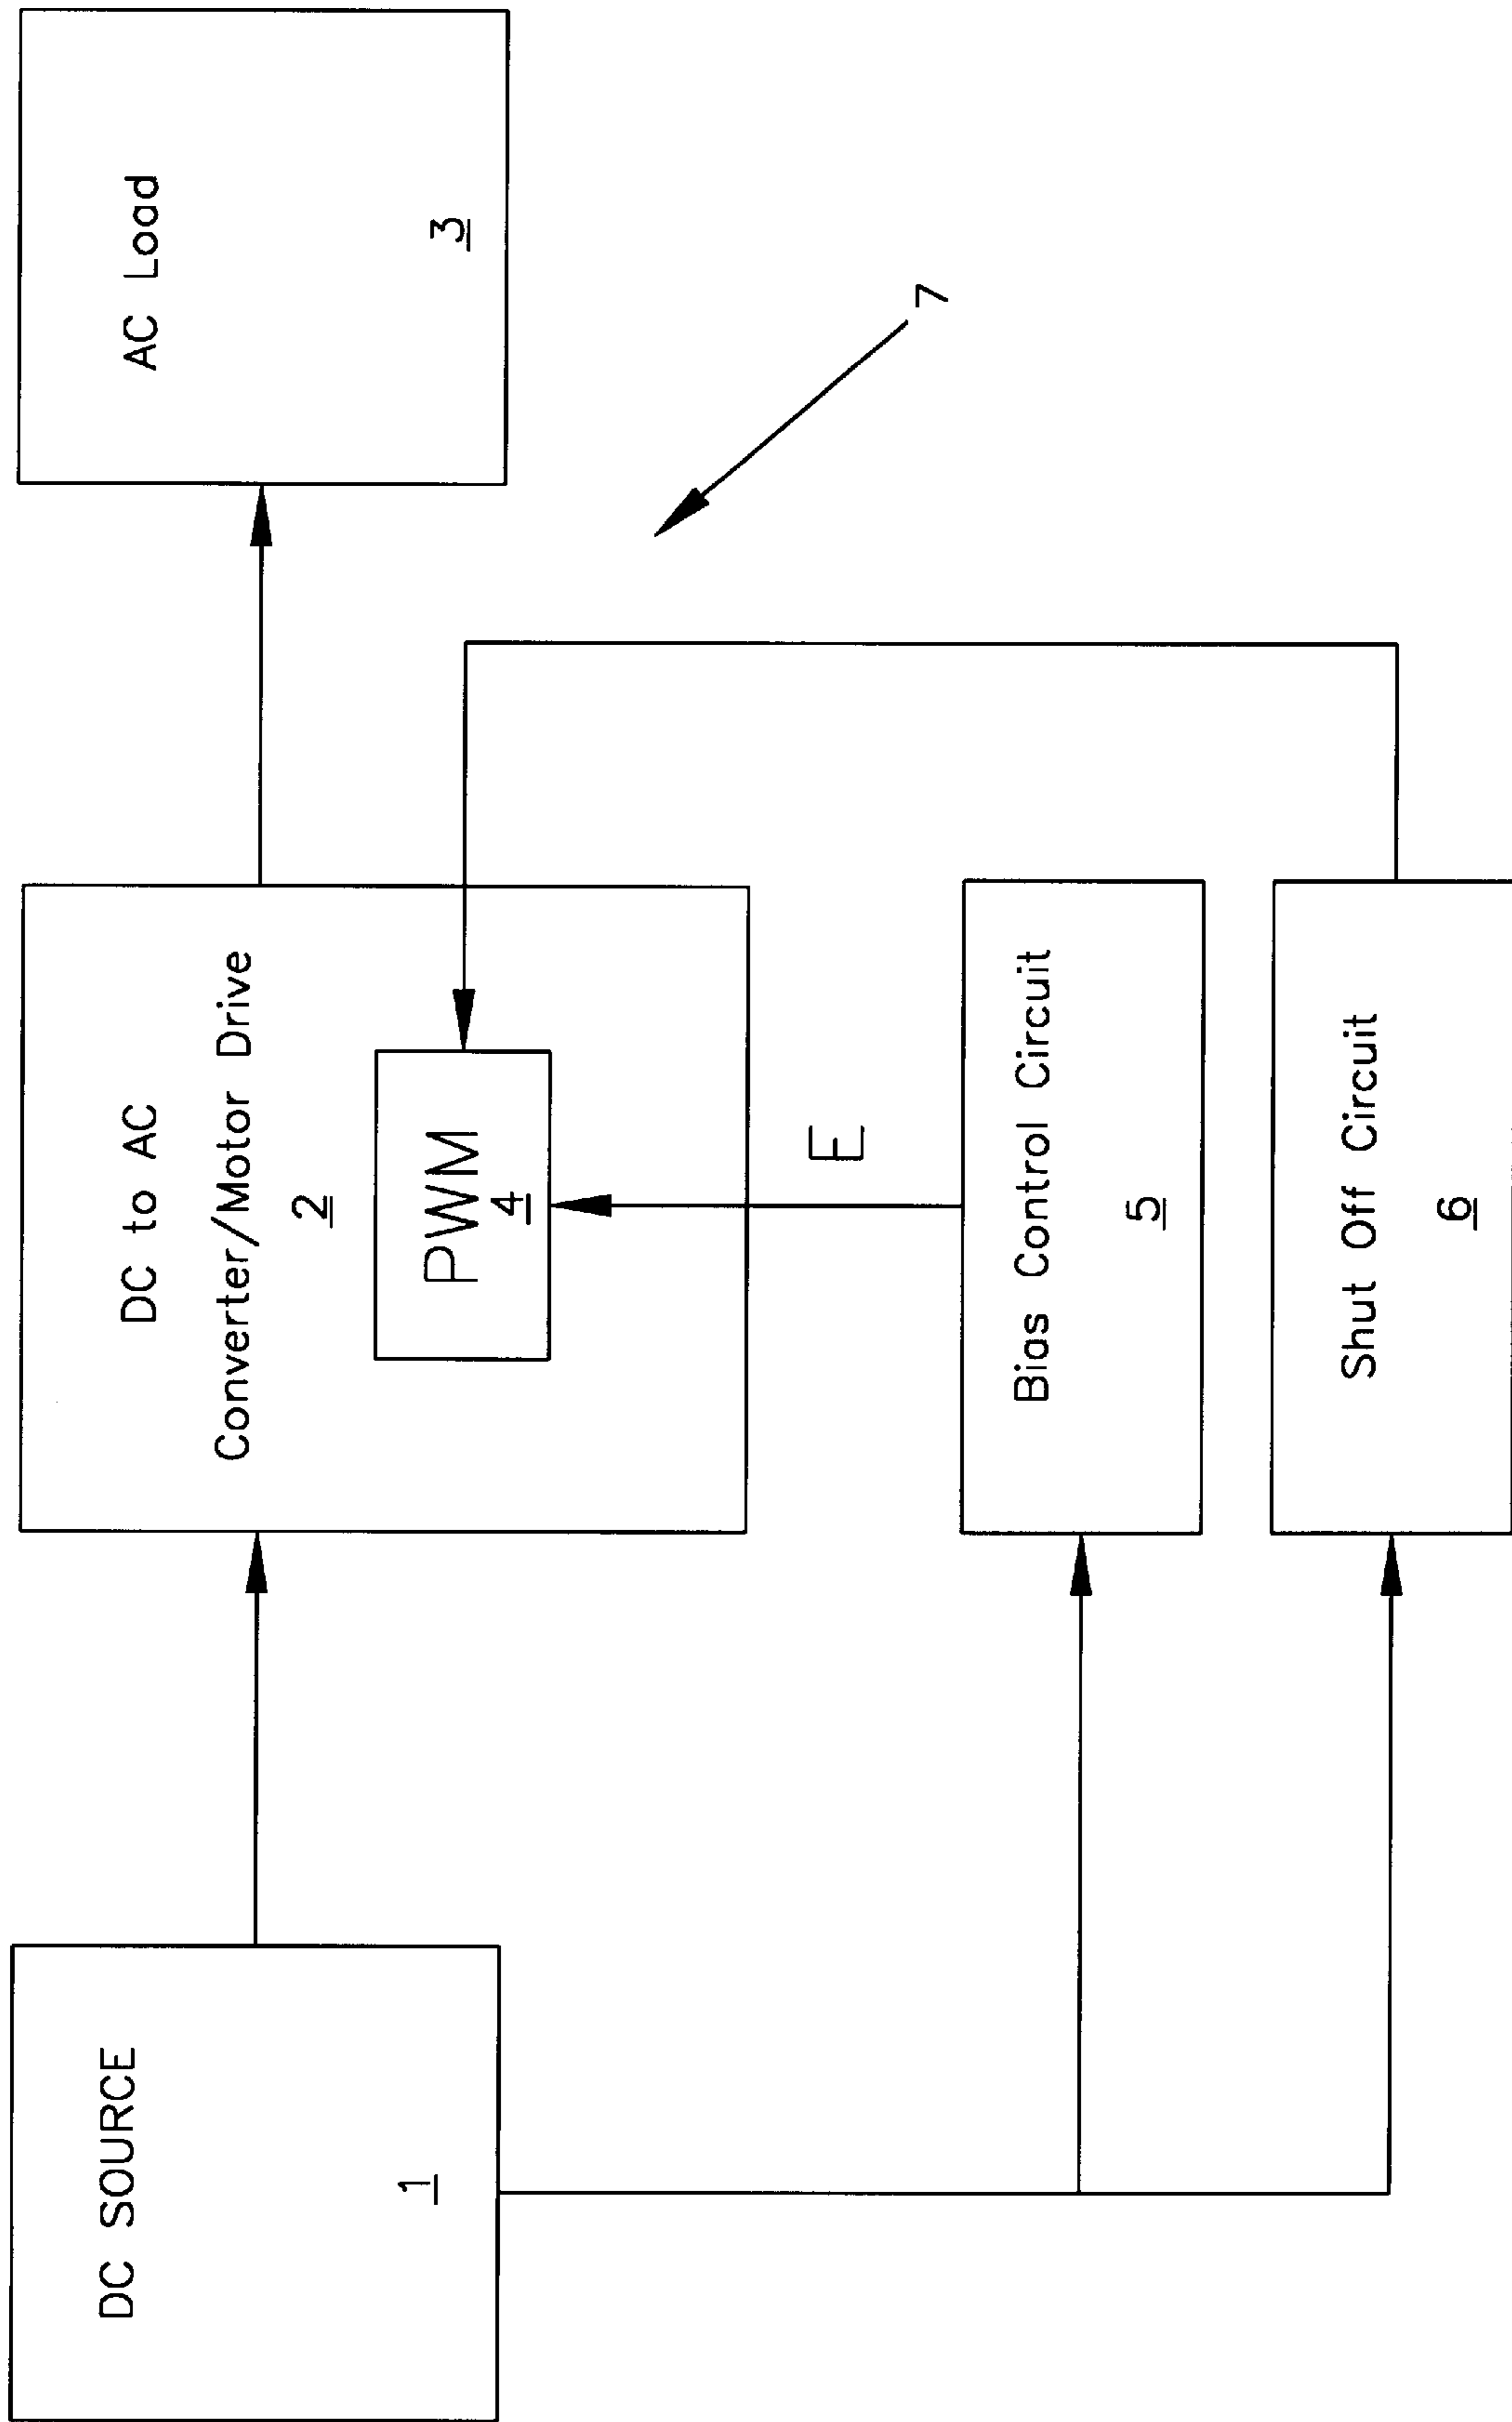 DC SOURCE
1
DC to AC
Converter/Motor Drive
2
PWM
4
AC Load
3
E
7
Bias Control Circuit
5
Shut Off Circuit
6